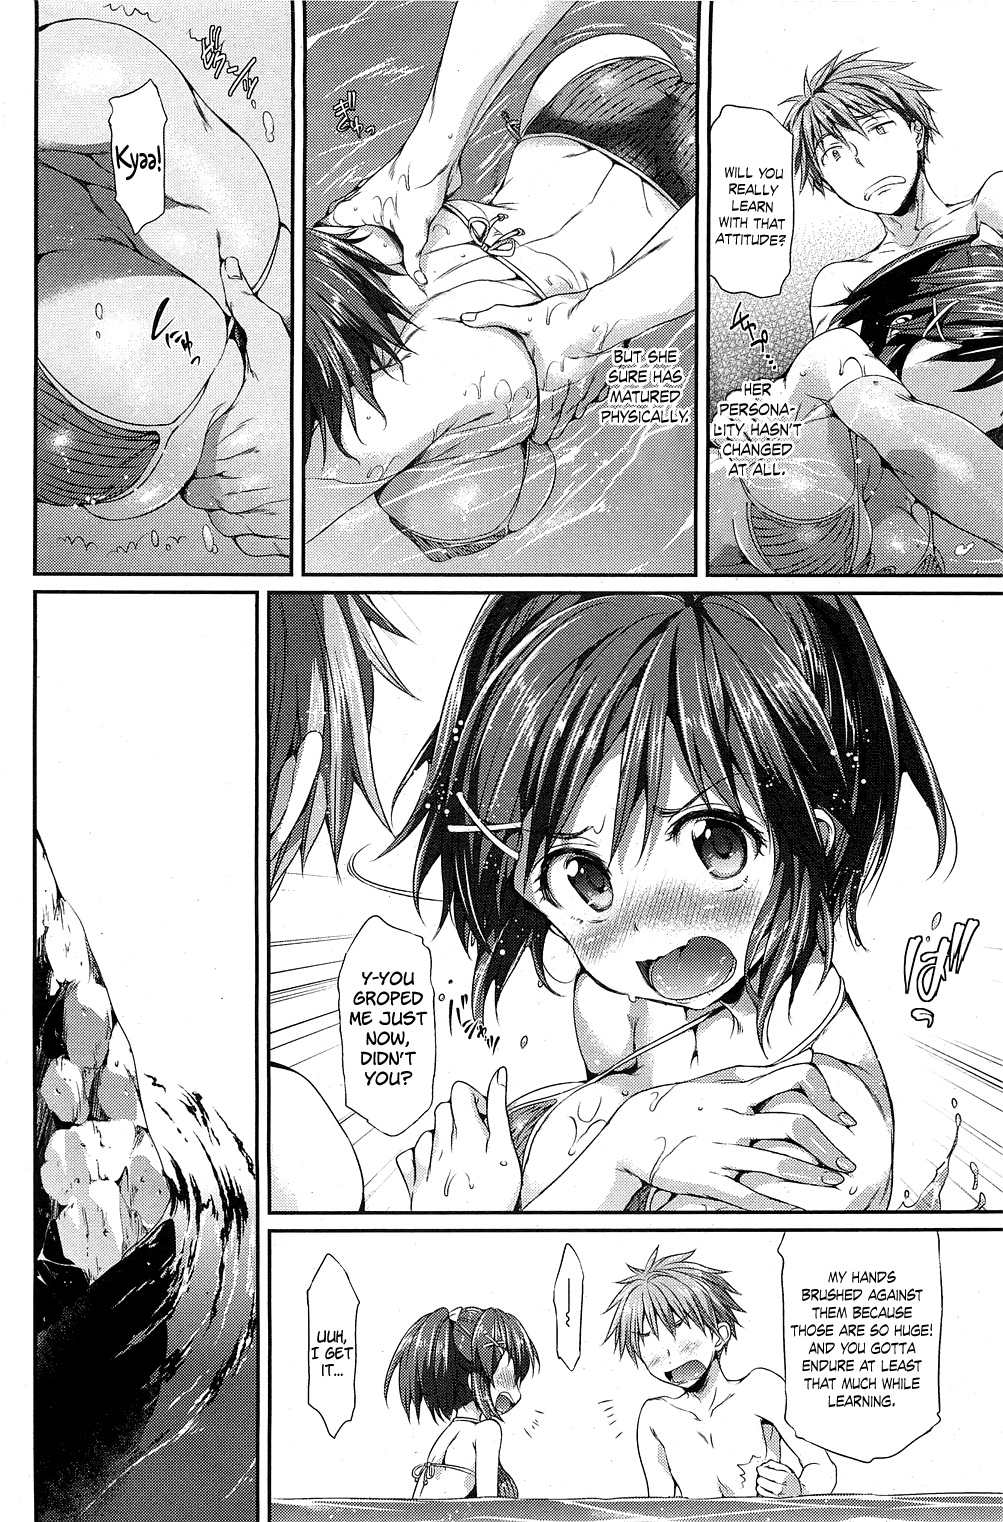 WILL YOU
REALLY
LEARN
WITH THAT
ATTITUDE?
HER
PERSONA-
LITY HASN'T
CHANGED
AT ALL.
BUT SHE
SURE HAS
MATURED
PHYSICALLY.
Kyaa!
Y-YOU
GROPED
ME JUST
NOW,
DIDN'T
YOU?
ばっ
MY HANDS
BRUSHED AGAINST
THEM BECAUSE
THOSE ARE SO HUGE!
AND YOU GOTTA
ENDURE AT LEAST
THAT MUCH WHILE
LEARNING.
UUH,
I GET
IT...